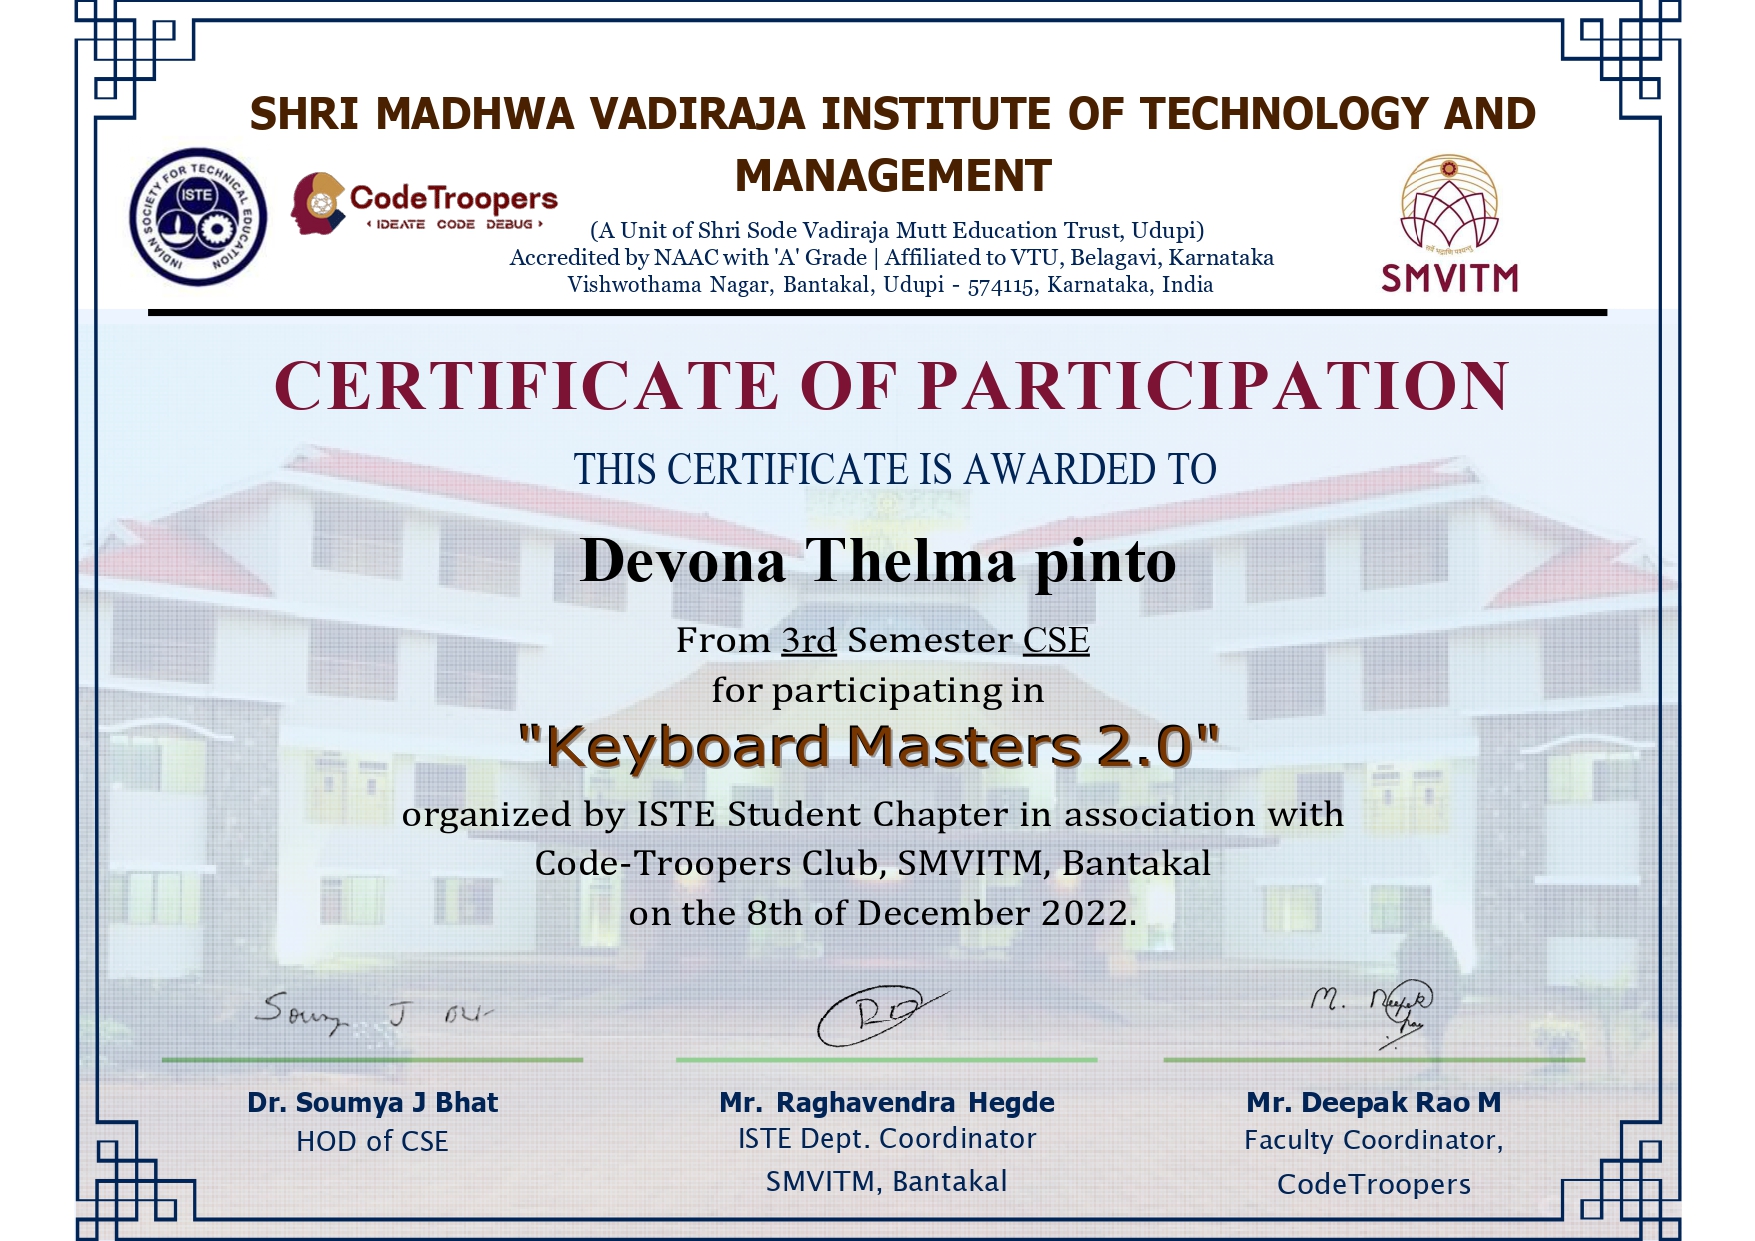 SHRI MADHWA VADIRAJA INSTITUTE OF TECHNOLOGY AND
MANAGEMENT
INDIAN SOCIETY FOR TECHNICAL EDUCATION
ISTE
CodeTroopers
IDEATE CODE DEBUG
(A Unit of Shri Sode Vadiraja Mutt Education Trust, Udupi)
Accredited by NAAC with 'A' Grade | Affiliated to VTU, Belagavi, Karnataka
Vishwothama Nagar, Bantakal, Udupi - 574115, Karnataka, India
SMVITM
CERTIFICATE OF PARTICIPATION
THIS CERTIFICATE IS AWARDED TO
Devona Thelma pinto
From 3rd Semester CSE
for participating in
"Keyboard Masters 2.0"
organized by ISTE Student Chapter in association with
Code-Troopers Club, SMVITM, Bantakal
on the 8th of December 2022.
Dr. Soumya J Bhat
HOD of CSE
Mr. Raghavendra Hegde
ISTE Dept. Coordinator
SMVITM, Bantakal
Mr. Deepak Rao M
Faculty Coordinator,
CodeTroopers